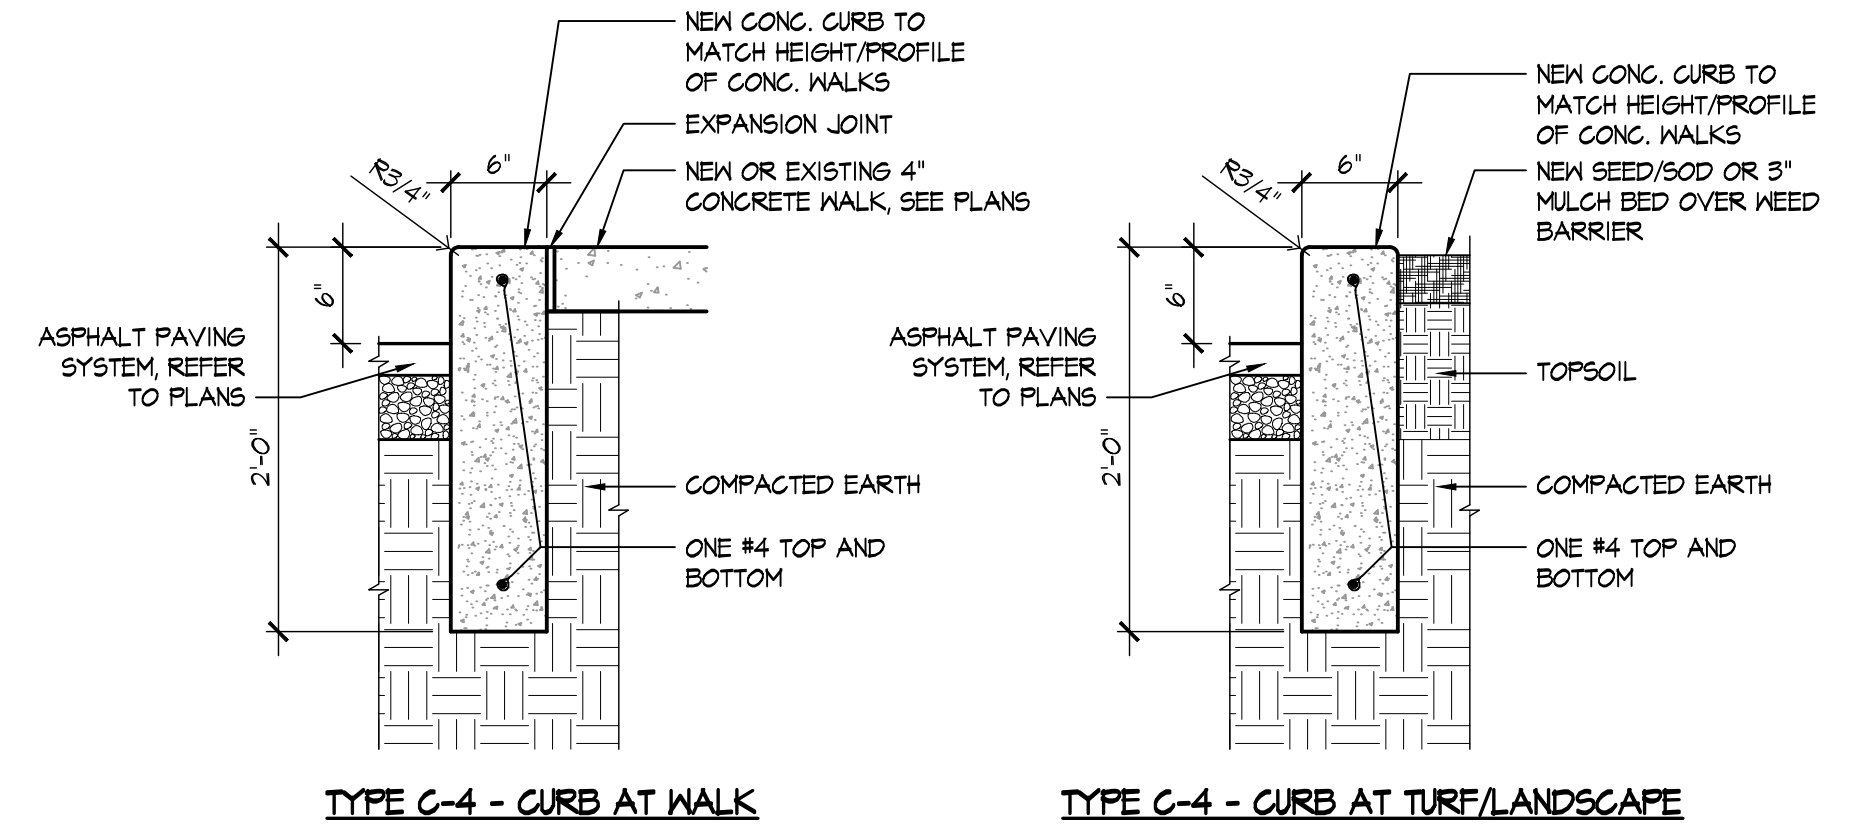 NEW CONC. CURB TO
MATCH HEIGHT/PROFILE
OF CONC. WALKS
EXPANSION JOINT
NEW OR EXISTING 4"
CONCRETE WALK, SEE PLANS
6"
R3/4"
6"
ASPHALT PAVING
SYSTEM, REFER
TO PLANS
2'-0"
COMPACTED EARTH
ONE #4 TOP AND
BOTTOM
TYPE C-4 - CURB AT WALK
NEW CONC. CURB TO
MATCH HEIGHT/PROFILE
OF CONC. WALKS
NEW SEED/SOD OR 3"
MULCH BED OVER WEED
BARRIER
6"
R3/4"
6"
ASPHALT PAVING
SYSTEM, REFER
TO PLANS
2'-0"
TOPSOIL
COMPACTED EARTH
ONE #4 TOP AND
BOTTOM
TYPE C-4 - CURB AT TURF/LANDSCAPE